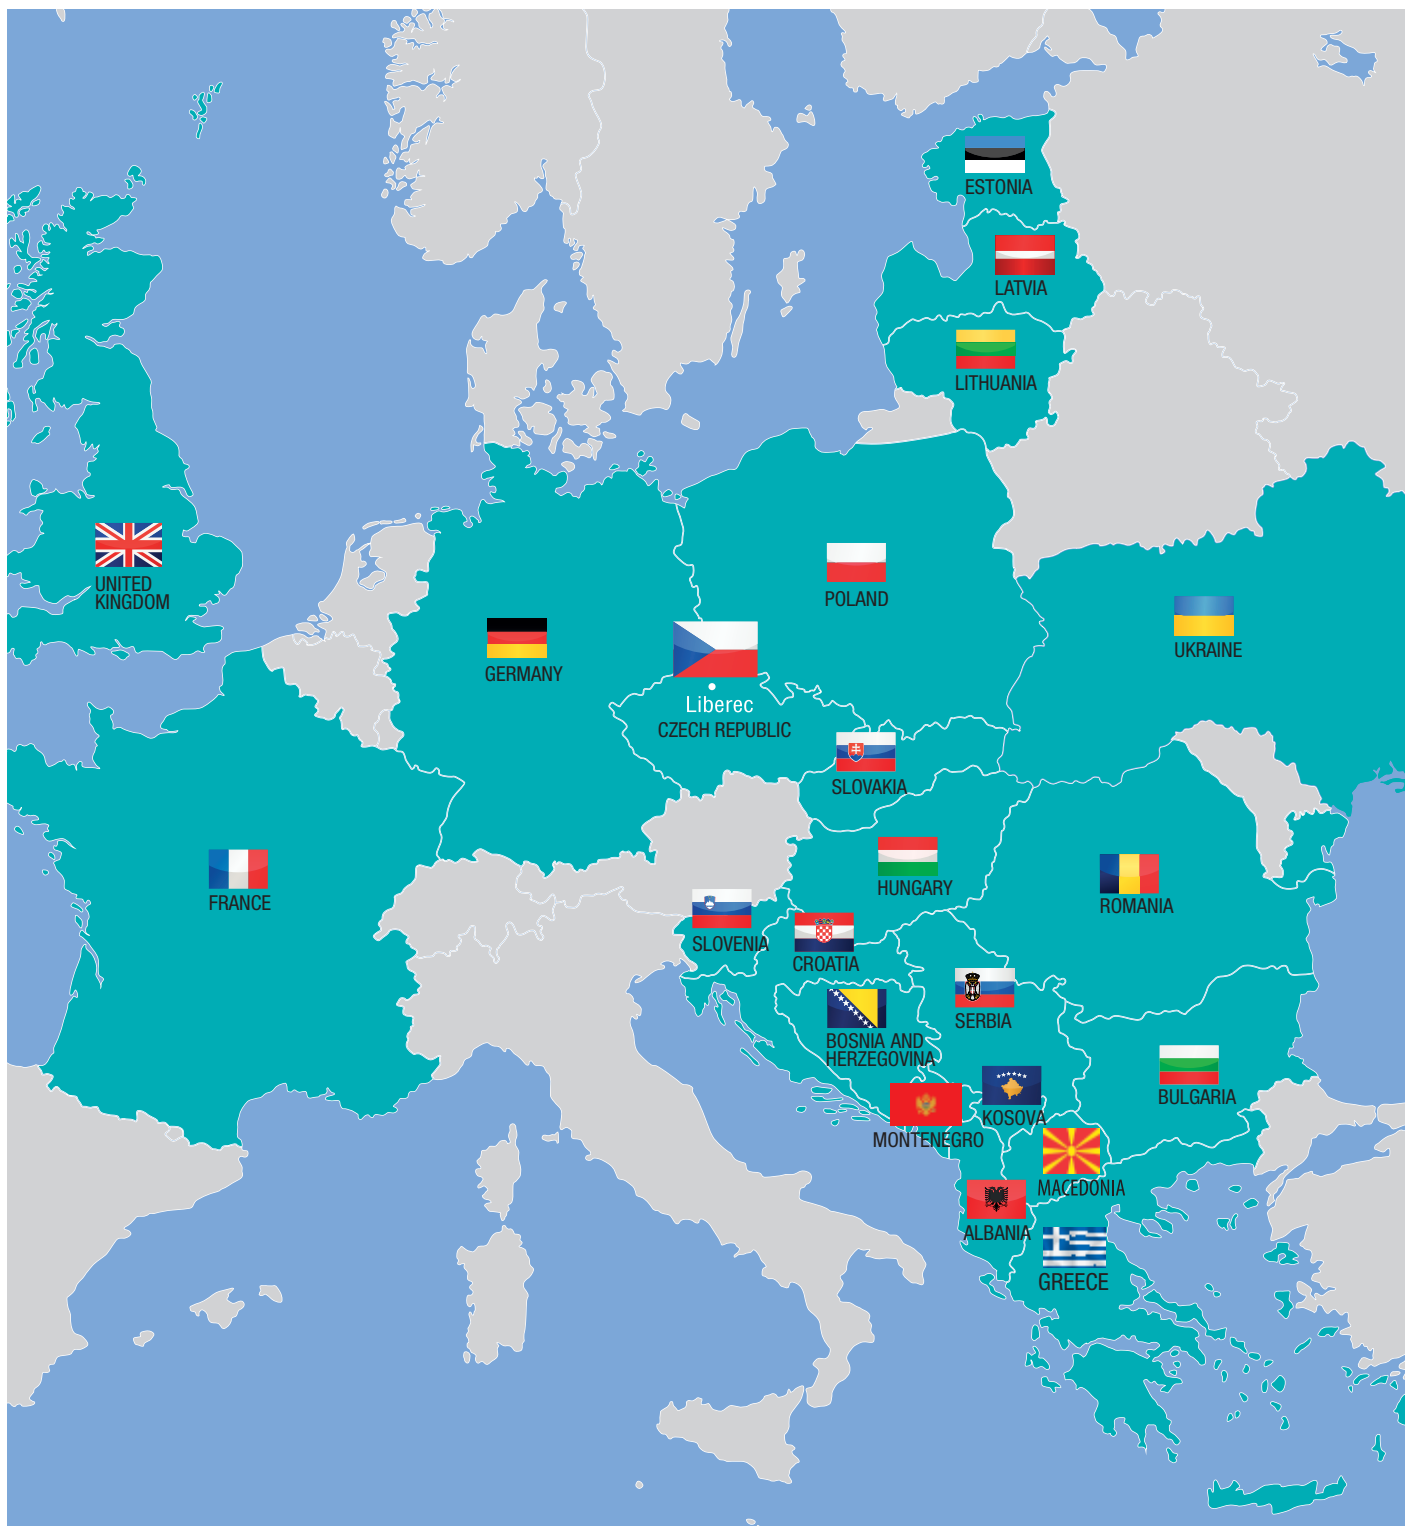 ESTONIA
LATVIA
LITHUANIA
UNITED
KINGDOM
POLAND
UKRAINE
GERMANY
Liberec
CZECH REPUBLIC
SLOVAKIA
FRANCE
HUNGARY
ROMANIA
SLOVENIA
CROATIA
SERBIA
BOSNIA AND
HERZEGOVINA
BULGARIA
KOSOVA
MONTENEGRO
MACEDONIA
ALBANIA
GREECE